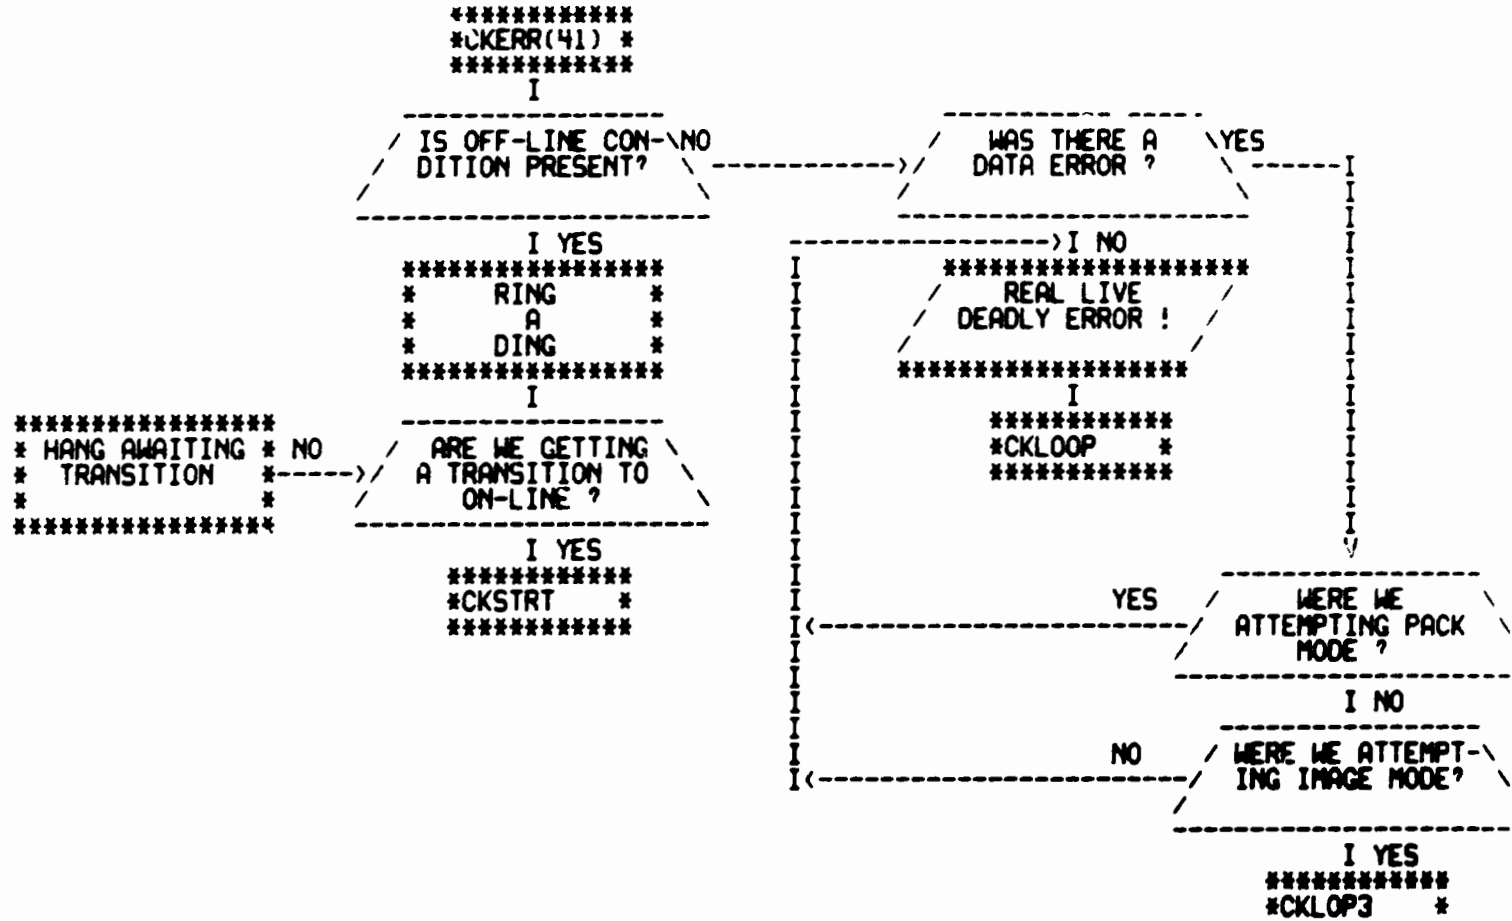 CKERR(41)
IS OFF-LINE CON-
DITION PRESENT?
NO
WAS THERE A
DATA ERROR ?
YES
YES
NO
RING
A
DING
REAL LIVE
DEADLY ERROR !
HANG AWAITING
TRANSITION
NO
ARE WE GETTING
A TRANSITION TO
ON-LINE ?
CKLOOP
YES
CKSTRT
YES
WERE WE
ATTEMPTING PACK
MODE ?
NO
NO
WERE WE ATTEMPT-
ING IMAGE MODE?
YES
CKLOP3